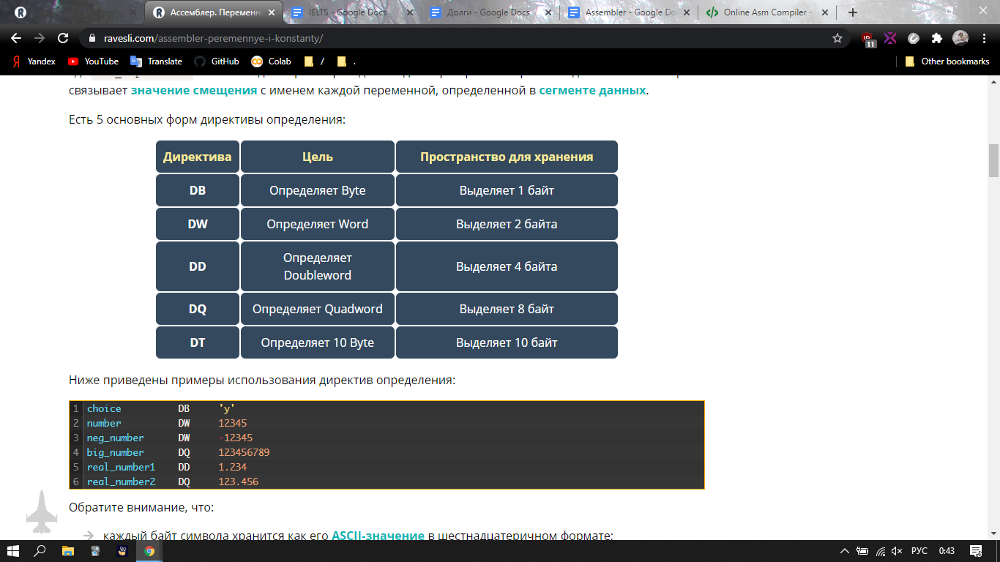 Ассемблер. Переменн
IELTS - Google Docs
Долги - Google Docs
Assembler - Google Do
Online Asm Compiler -
ravesli.com/assembler-peremennye-i-konstanty/
11
Yandex
YouTube
Translate
GitHub
Colab
/
.
Other bookmarks
связывает значение смещения с именем каждой переменной, определенной в сегменте данных.
Есть 5 основных форм директивы определения:
Директива Цель Пространство для хранения
DB Определяет Byte Выделяет 1 байт
DW Определяет Word Выделяет 2 байта
DD Определяет Doubleword Выделяет 4 байта
DQ Определяет Quadword Выделяет 8 байт
DT Определяет 10 Byte Выделяет 10 байт
Ниже приведены примеры использования директив определения:
1 choice DB 'y'
2 number DW 12345
3 neg_number DW -12345
4 big_number DQ 123456789
5 real_number1 DD 1.234
6 real_number2 DQ 123.456
Обратите внимание, что:
каждый байт символа хранится как его ASCII-значение в шестнадцатеричном формате;
РУС
0:43